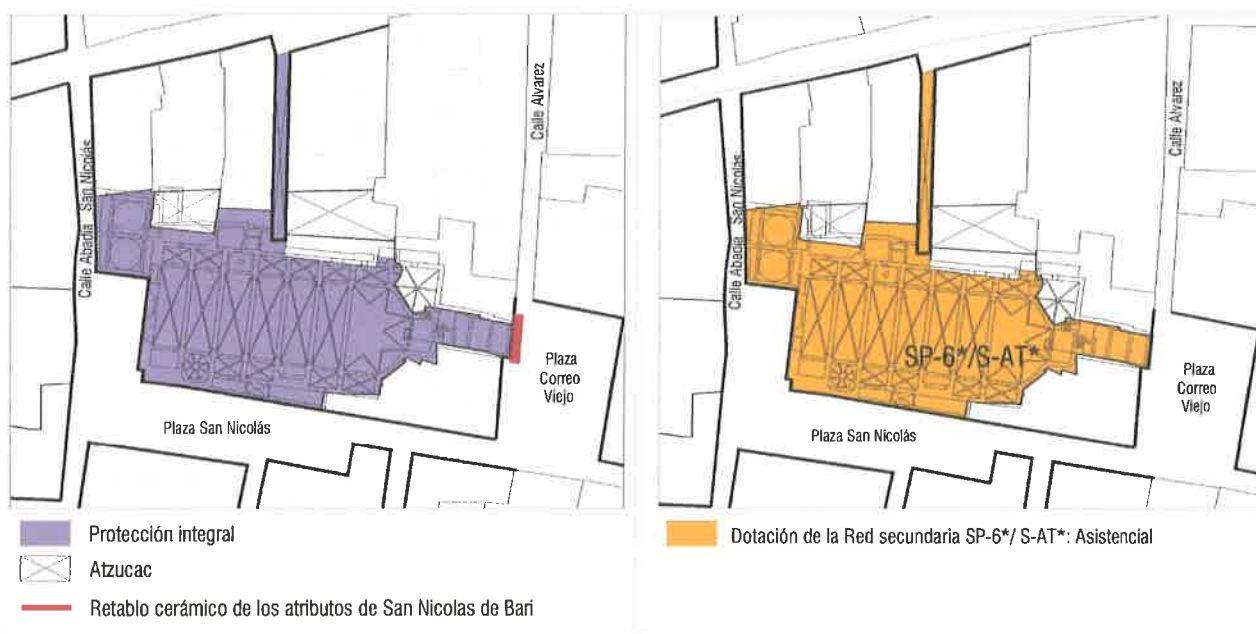 Calle Abadía San Nicolás
Calle Alvarez
Plaza
Correo
Viejo
Plaza San Nicolás
Protección integral
Atzucac
Retablo cerámico de los atributos de San Nicolas de Bari
Calle Abadía San Nicolás
Calle Alvarez
SP-6*/S-AT*
Plaza
Correo
Viejo
Plaza San Nicolás
Dotación de la Red secundaria SP-6*/ S-AT*: Asistencial